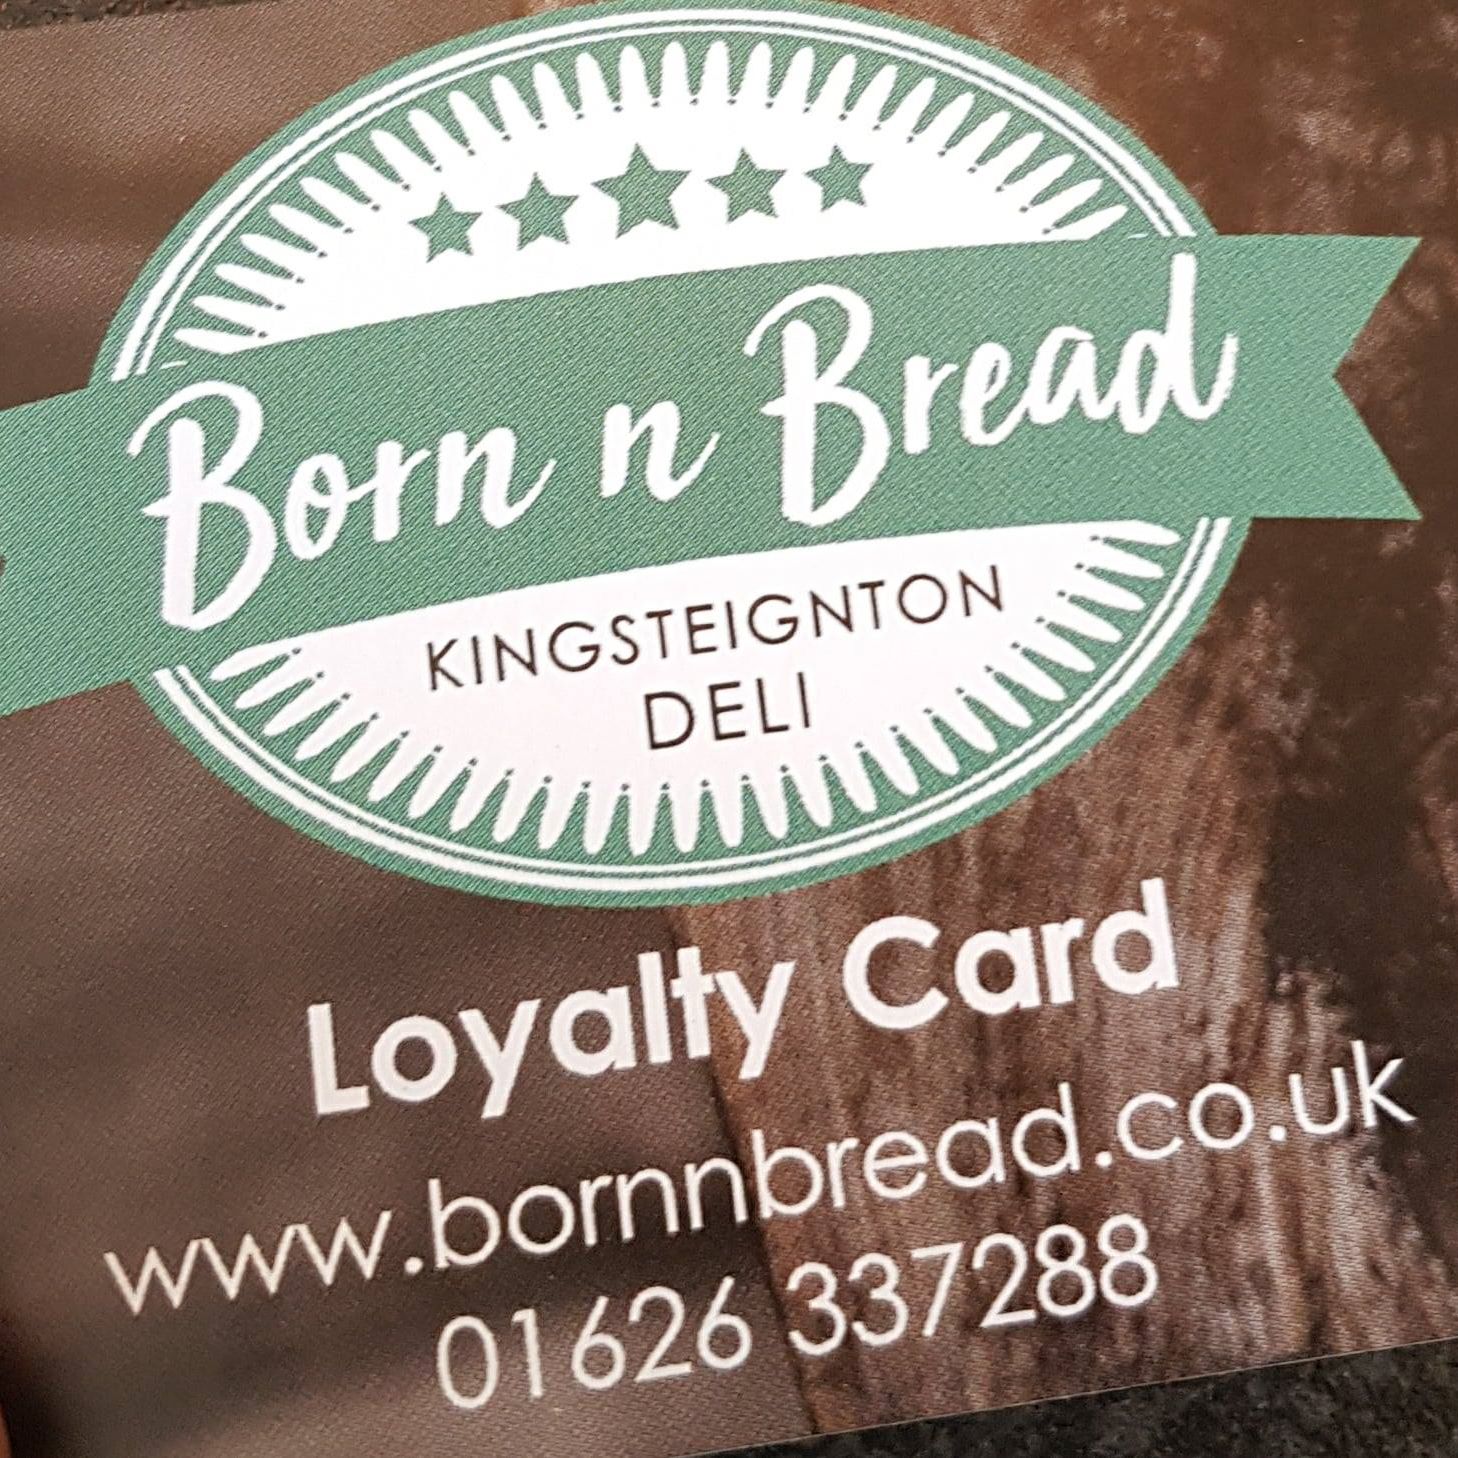 Born n Bread
KINGSTEIGNTON
DELI
Loyalty Card
www.bornnbread.co.uk
01626 337288